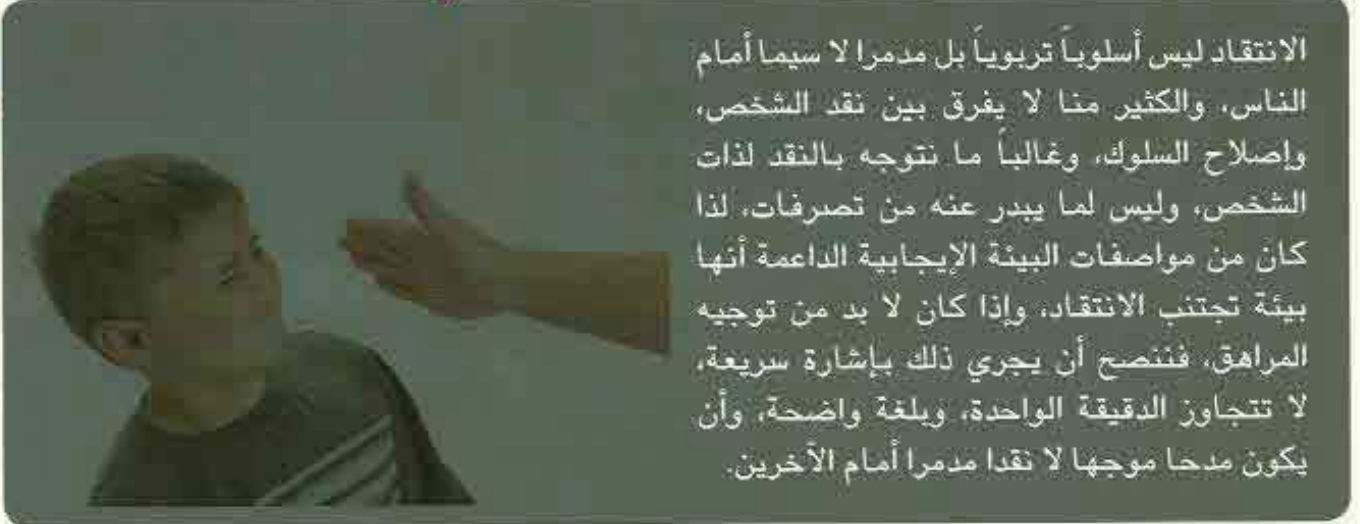 الانتقاد ليس أسلوباً تربوياً بل مدمرا لا سيما أمام
الناس، والكثير منا لا يفرق بين نقد الشخص،
وإصلاح السلوك، وغالباً ما نتوجه بالنقد لذات
الشخص، وليس لما يبدر عنه من تصرفات، لذا
كان من مواصفات البيئة الإيجابية الداعمة أنها
بيئة تجتنب الانتقاد، وإذا كان لا بد من توجيه
المراهق، فننصح أن يجري ذلك بإشارة سريعة،
لا تتجاوز الدقيقة الواحدة، وبلغة واضحة، وأن
يكون مدحا موجها لا نقدا مدمرا أمام الآخرين.